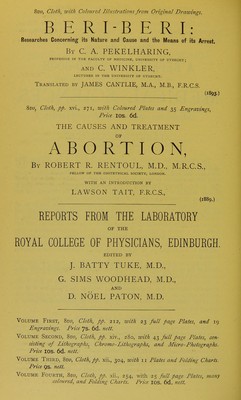 8vo, Cloth, with Coloured Illustrations from Original Drawings.
BERI-BERI:
Researches Concerning its Nature and Cause and the Means of its Arrest.
By C. A. PEKELHARING,
PROFESSOR IN THE FACULTY OF MEDICINE, UNIVERSITY OF UTRECHT;
AND C. WINKLER,
LECTURER IN THE UNIVERSITY OF UTRECHT.
Translated by JAMES CANTLIE, M.A., M.B., F.R.C.S.
(1893.)
8vo, Cloth, pp. xvi., 271, with Coloured Plates and 35 Engravings,
Price 10s. 6d.
THE CAUSES AND TREATMENT
OF
ABORTION,
By ROBERT R. RENTOUL, M.D., M.R.C.S.,
FELLOW OF THE OBSTETRICAL SOCIETY, LONDON.
WITH AN INTRODUCTION BY
LAWSON TAIT, F.R.C.S.,
(1889.)
REPORTS FROM THE LABORATORY
OF THE
ROYAL COLLEGE OF PHYSICIANS, EDINBURGH.
EDITED BY
J. BATTY TUKE, M.D.,
G. SIMS WOODHEAD, M.D.,
AND
D. NÖEL PATON, M.D.
Volume First, 8vo, Cloth, pp. 212, with 23 full page Plates, and 19
Engravings. Price 7s. 6d. nett.
Volume Second, 8vo, Cloth, pp. xiv., 280, with 43 full page Plates, con-
sisting of Lithographs, Chromo-Lithographs, and Micro-Photographs.
Price 10s. 6d. nett.
Volume Third, 8vo, Cloth, pp. xii., 304, with 11 Plates and Folding Charts.
Price 9s. nett.
Volume Fourth, 8vo, Cloth, pp. xii., 254, with 25 full page Plates, many
coloured, and Folding Charts. Price 10s. 6d. nett.